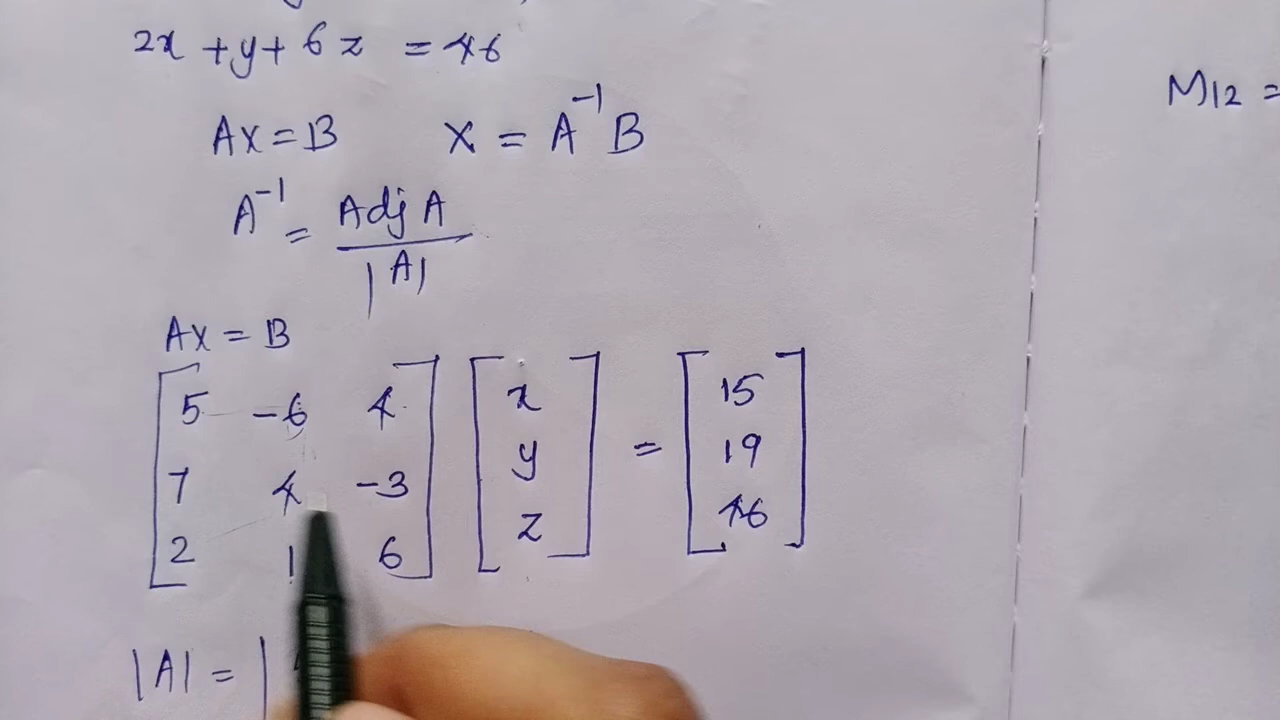 2x + y + 6z = 46
Ax = B    X = A⁻¹ B
A⁻¹ = Adj A / |A|
Ax = B
[5 -6 4] [x] = [15]
[7 4 -3] [y] = [19]
[2 1 6] [z] = [46]
|A| = |
M12 =